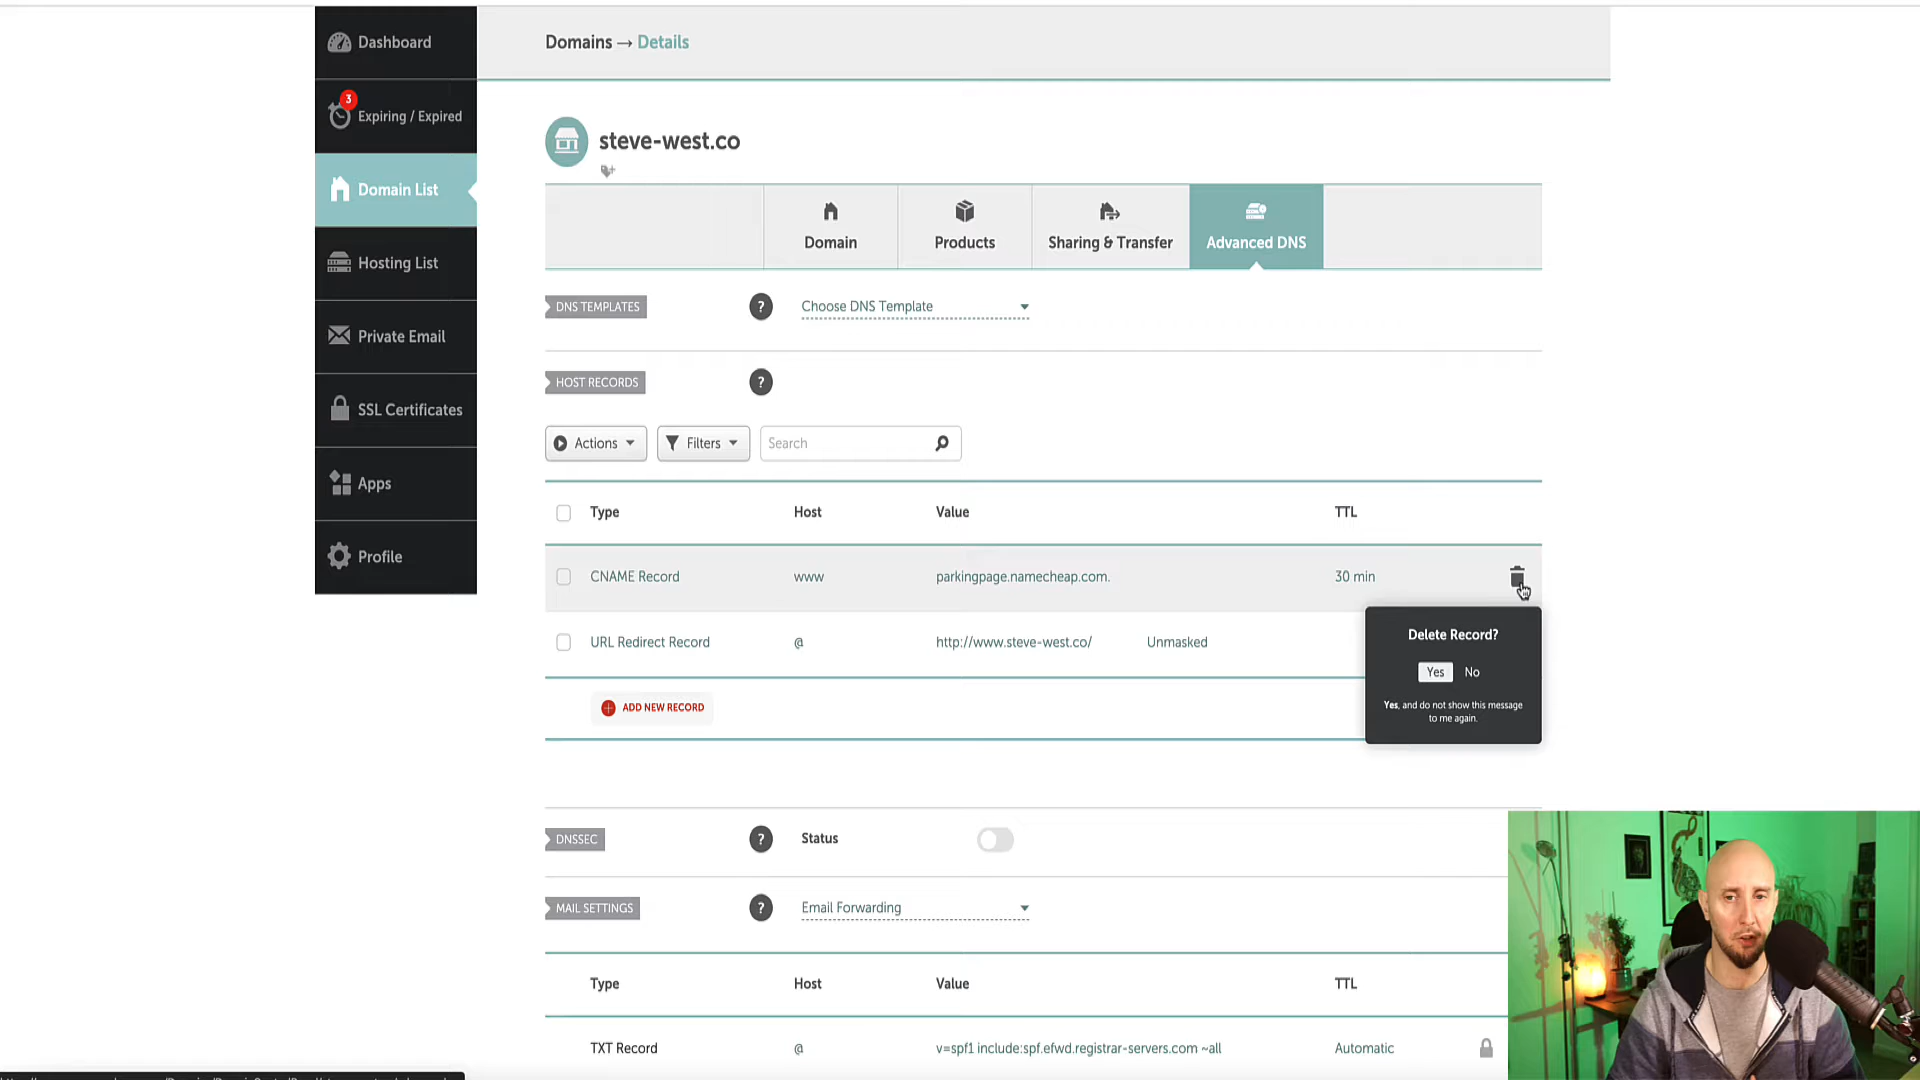 Dashboard
Domains → Details
3
Expiring / Expired
steve-west.co
Domain List
Domain
Products
Sharing & Transfer
Advanced DNS
Hosting List
DNS TEMPLATES
?
Choose DNS Template
Private Email
HOST RECORDS
?
SSL Certificates
Actions
Filters
Search
Apps
Type
Host
Value
TTL
Profile
CNAME Record
www
parkingpage.namecheap.com.
30 min
URL Redirect Record
@
http://www.steve-west.co/
Unmasked
Delete Record?
Yes
No
Yes, and do not show this message
to me again.
ADD NEW RECORD
DNSSEC
?
Status
MAIL SETTINGS
?
Email Forwarding
Type
Host
Value
TTL
TXT Record
@
v=spf1 include:spf.efwd.registrar-servers.com ~all
Automatic